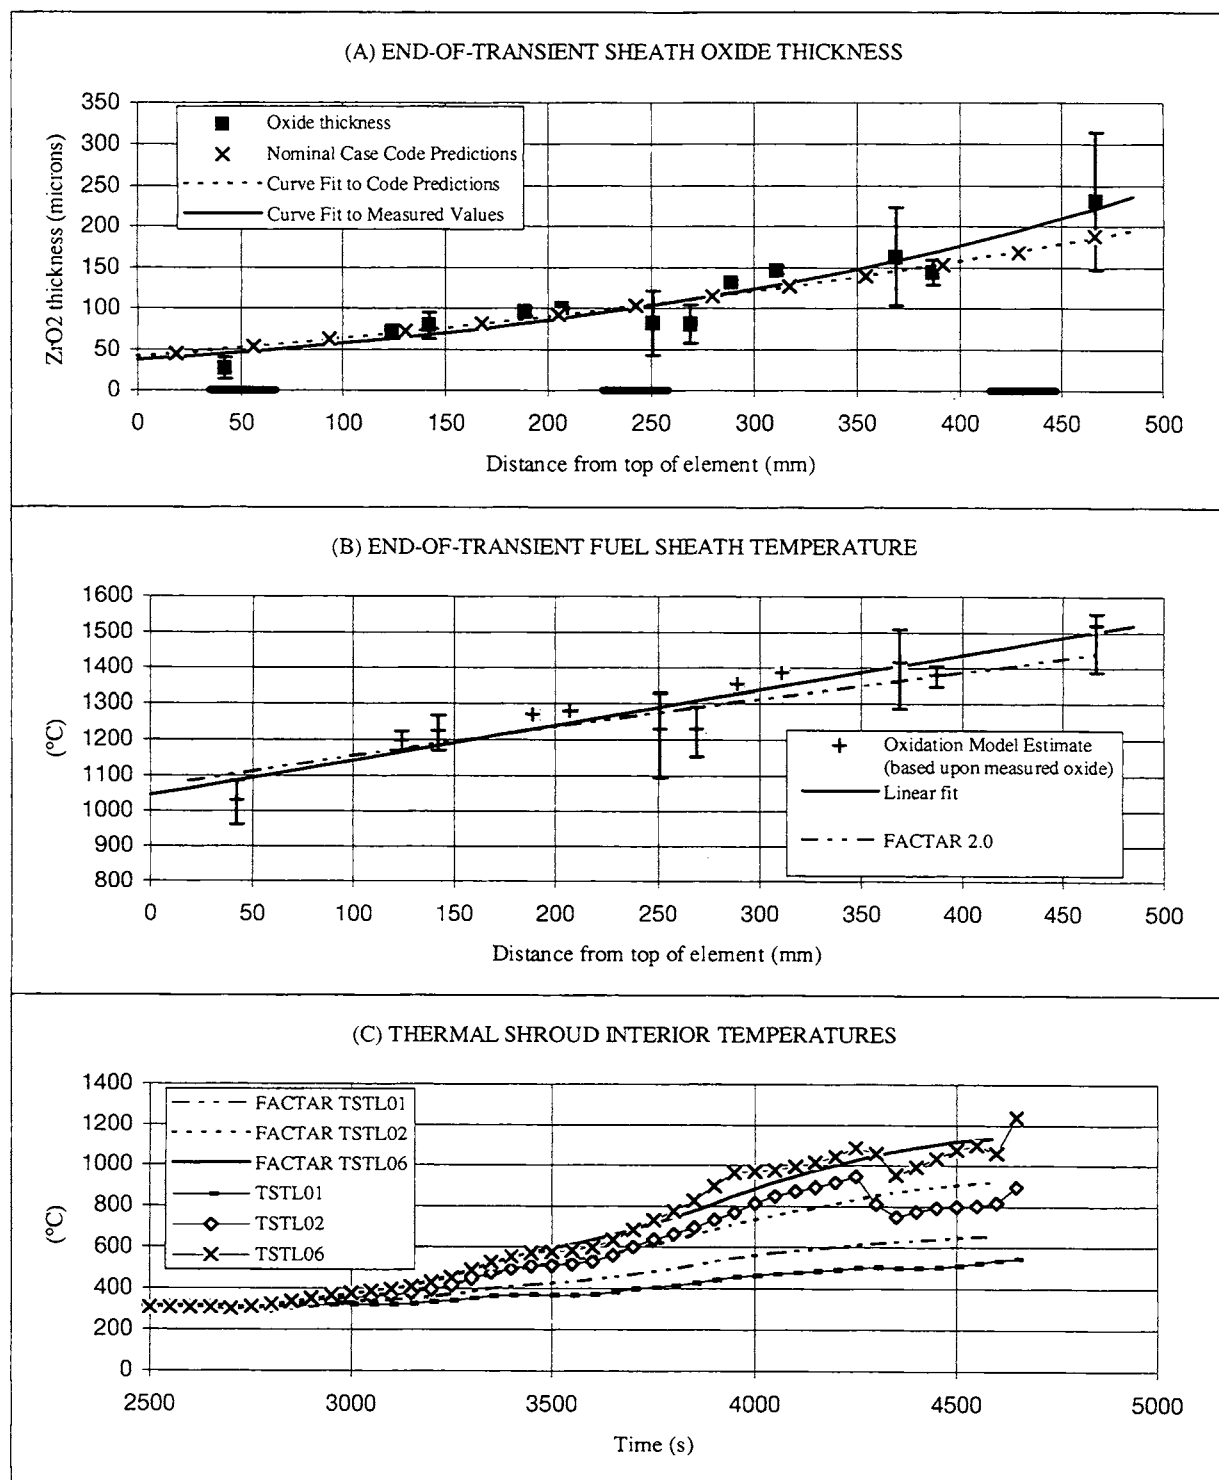 (A) END-OF-TRANSIENT SHEATH OXIDE THICKNESS
350
300
250
200
150
100
50
0
ZrO2 thickness (microns)
Oxide thickness
Nominal Case Code Predictions
Curve Fit to Code Predictions
Curve Fit to Measured Values
0 50 100 150 200 250 300 350 400 450 500
Distance from top of element (mm)
(B) END-OF-TRANSIENT FUEL SHEATH TEMPERATURE
1600
1500
1400
1300
1200
1100
1000
900
800
(°C)
Oxidation Model Estimate
(based upon measured oxide)
Linear fit
FACTAR 2.0
0 50 100 150 200 250 300 350 400 450 500
Distance from top of element (mm)
(C) THERMAL SHROUD INTERIOR TEMPERATURES
1400
1200
1000
800
600
400
200
0
(°C)
FACTAR TSTL01
FACTAR TSTL02
FACTAR TSTL06
TSTL01
TSTL02
TSTL06
2500 3000 3500 4000 4500 5000
Time (s)